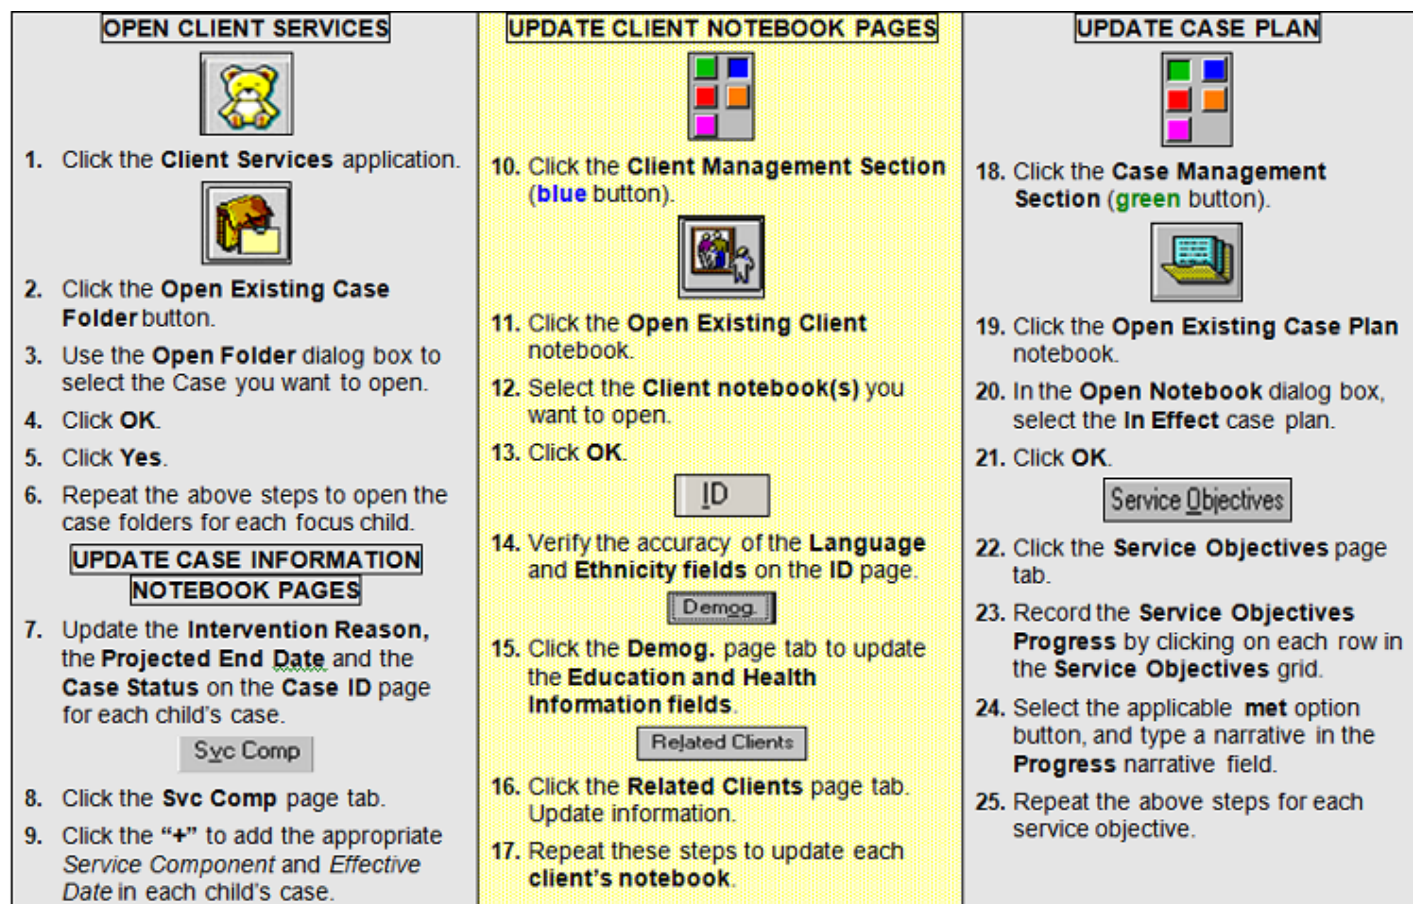 OPEN CLIENT SERVICES
1. Click the Client Services application.
2. Click the Open Existing Case
Folder button.
3. Use the Open Folder dialog box to
select the Case you want to open.
4. Click OK.
5. Click Yes.
6. Repeat the above steps to open the
case folders for each focus child.
UPDATE CASE INFORMATION
NOTEBOOK PAGES
7. Update the Intervention Reason,
the Projected End Date and the
Case Status on the Case ID page
for each child's case.
Svc Comp
8. Click the Svc Comp page tab.
9. Click the “+” to add the appropriate
Service Component and Effective
Date in each child's case.
UPDATE CLIENT NOTEBOOK PAGES
10. Click the Client Management Section
(blue button).
11. Click the Open Existing Client
notebook.
12. Select the Client notebook(s) you
want to open.
13. Click OK.
ID
14. Verify the accuracy of the Language
and Ethnicity fields on the ID page.
Demog.
15. Click the Demog. page tab to update
the Education and Health
Information fields.
Related Clients
16. Click the Related Clients page tab.
Update information.
17. Repeat these steps to update each
client's notebook.
UPDATE CASE PLAN
18. Click the Case Management
Section (green button).
19. Click the Open Existing Case Plan
notebook.
20. In the Open Notebook dialog box,
select the In Effect case plan.
21. Click OK.
Service Objectives
22. Click the Service Objectives page
tab.
23. Record the Service Objectives
Progress by clicking on each row in
the Service Objectives grid.
24. Select the applicable met option
button, and type a narrative in the
Progress narrative field.
25. Repeat the above steps for each
service objective.